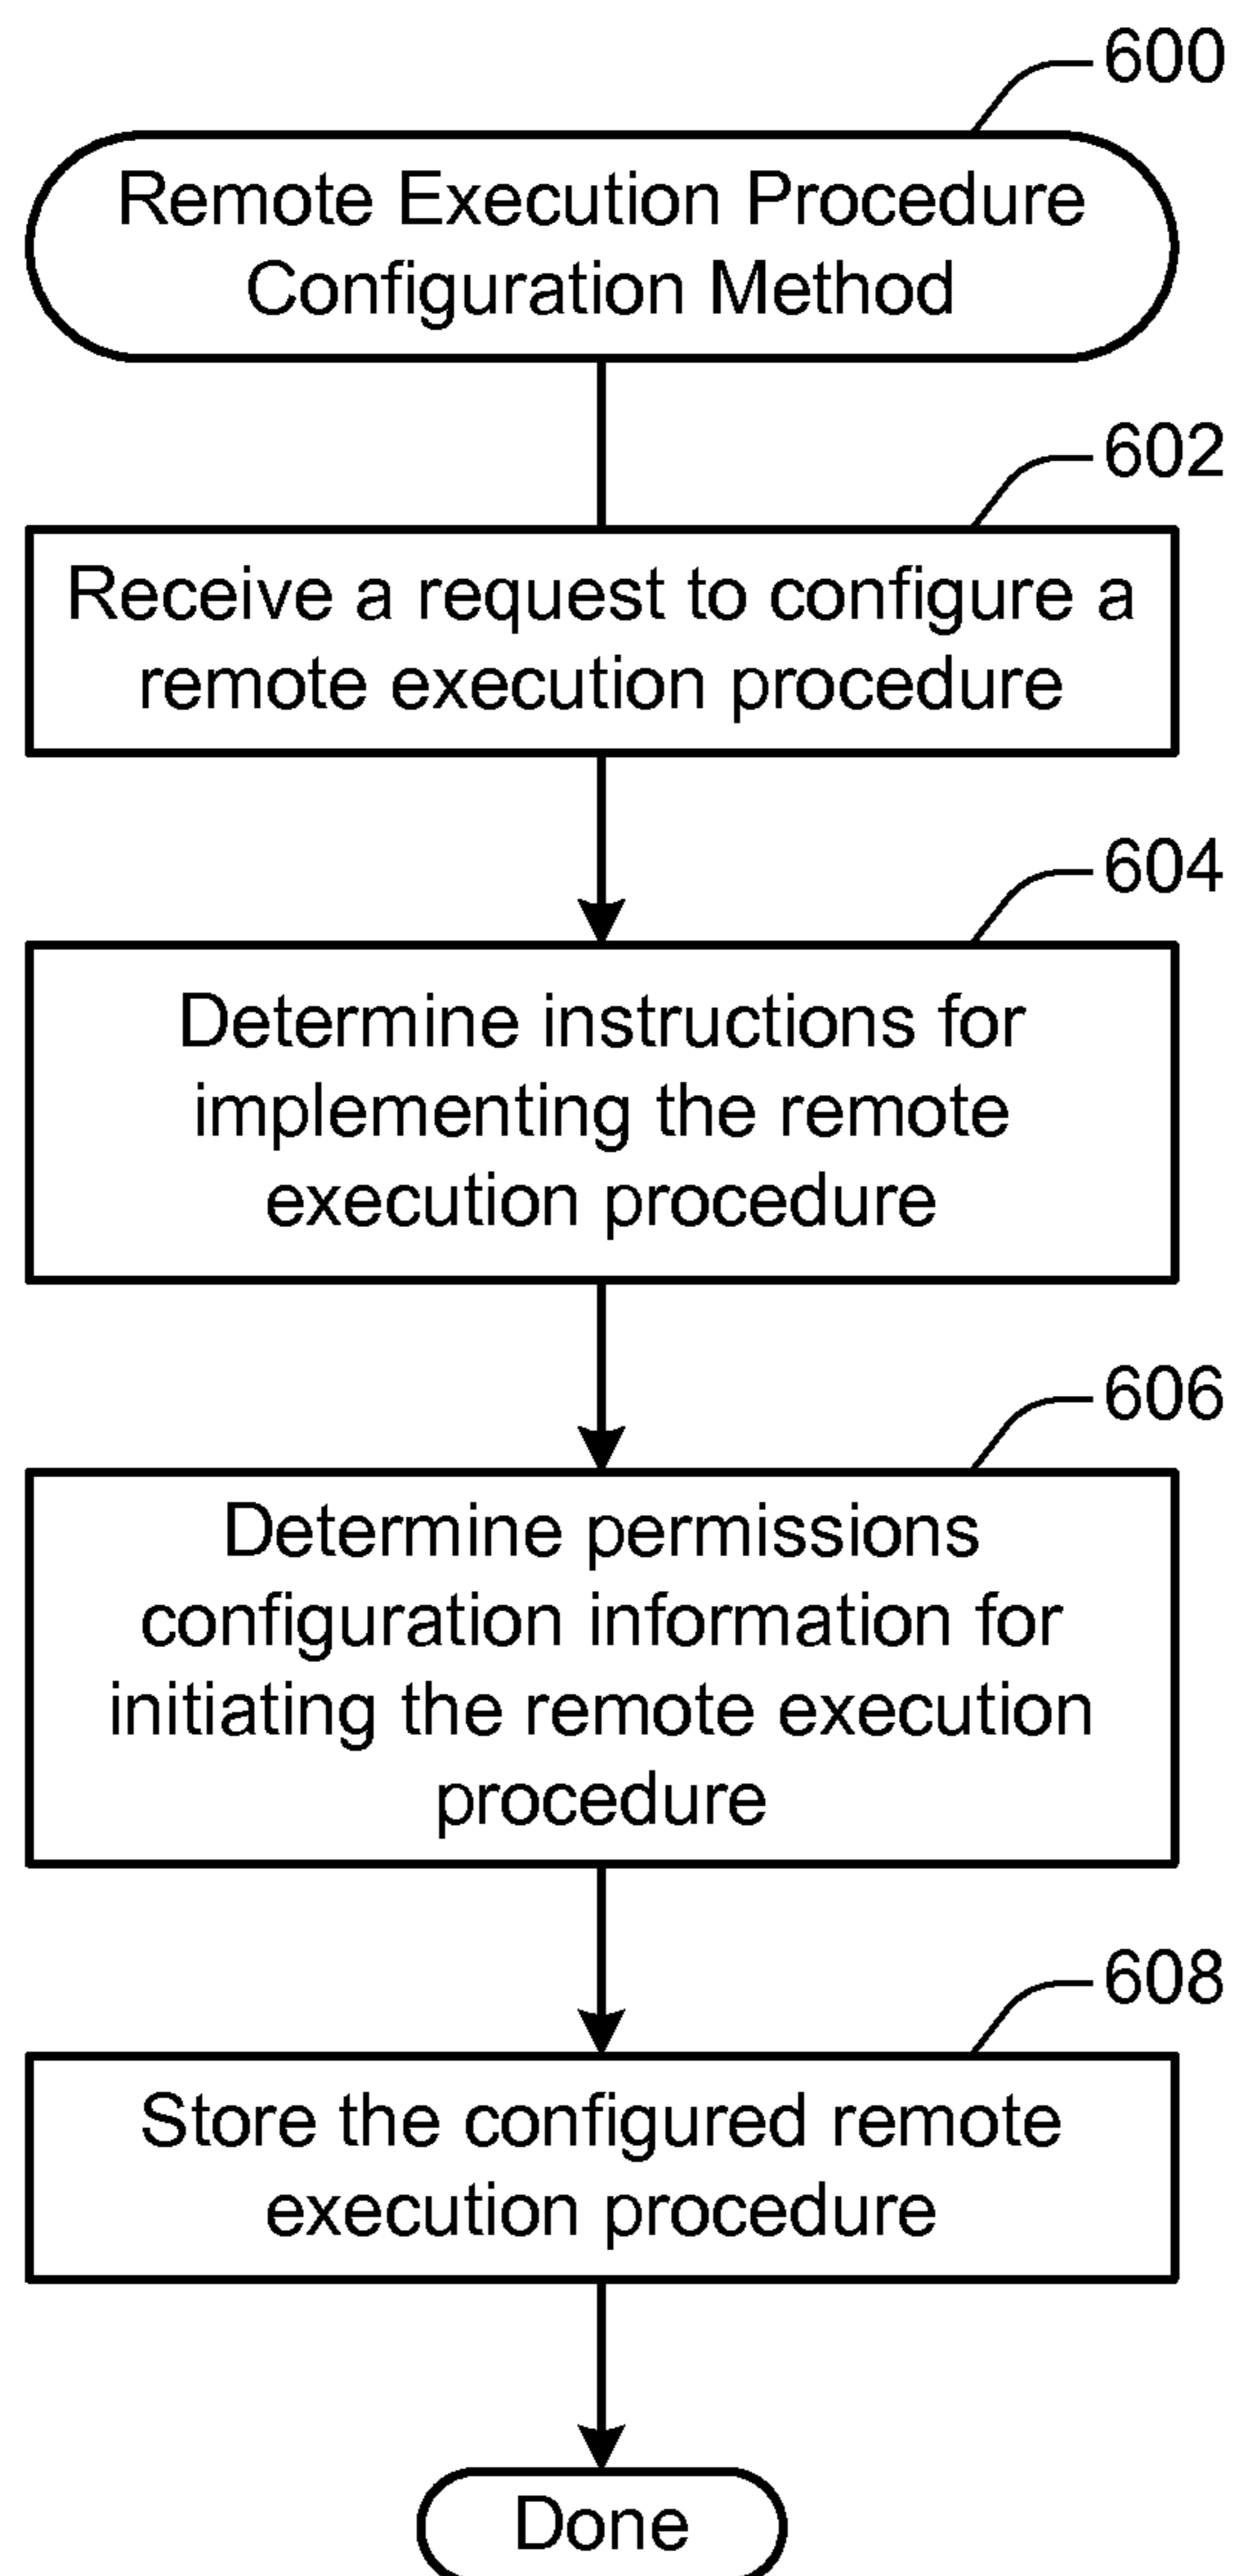 600
Remote Execution Procedure
Configuration Method
602
Receive a request to configure a
remote execution procedure
604
Determine instructions for
implementing the remote
execution procedure
606
Determine permissions
configuration information for
initiating the remote execution
procedure
608
Store the configured remote
execution procedure
Done